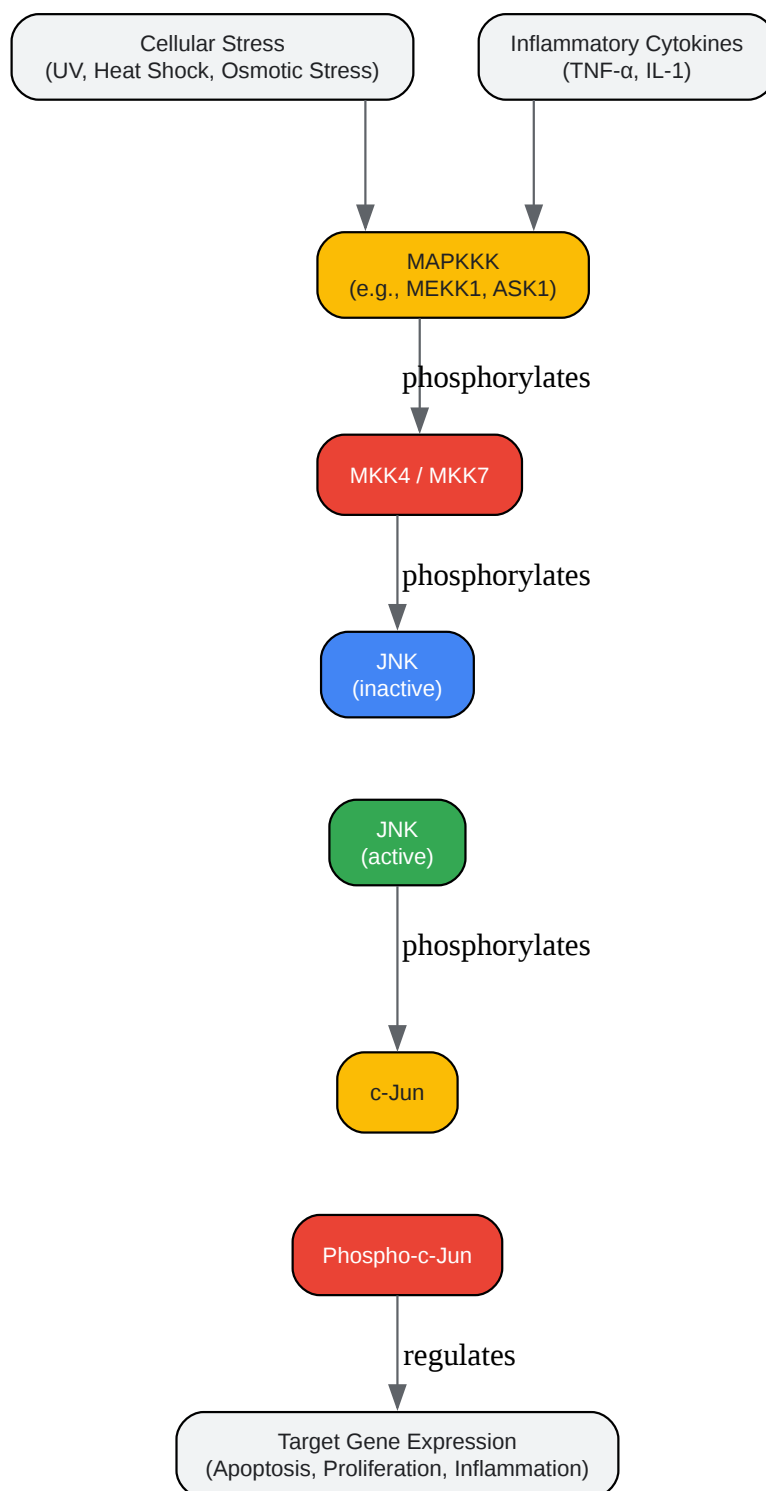 Cellular Stress
(UV, Heat Shock, Osmotic Stress)
Inflammatory Cytokines
(TNF-α, IL-1)
MAPKKK
(e.g., MEKK1, ASK1)
phosphorylates
MKK4 / MKK7
phosphorylates
JNK
(inactive)
JNK
(active)
phosphorylates
c-Jun
Phospho-c-Jun
regulates
Target Gene Expression
(Apoptosis, Proliferation, Inflammation)